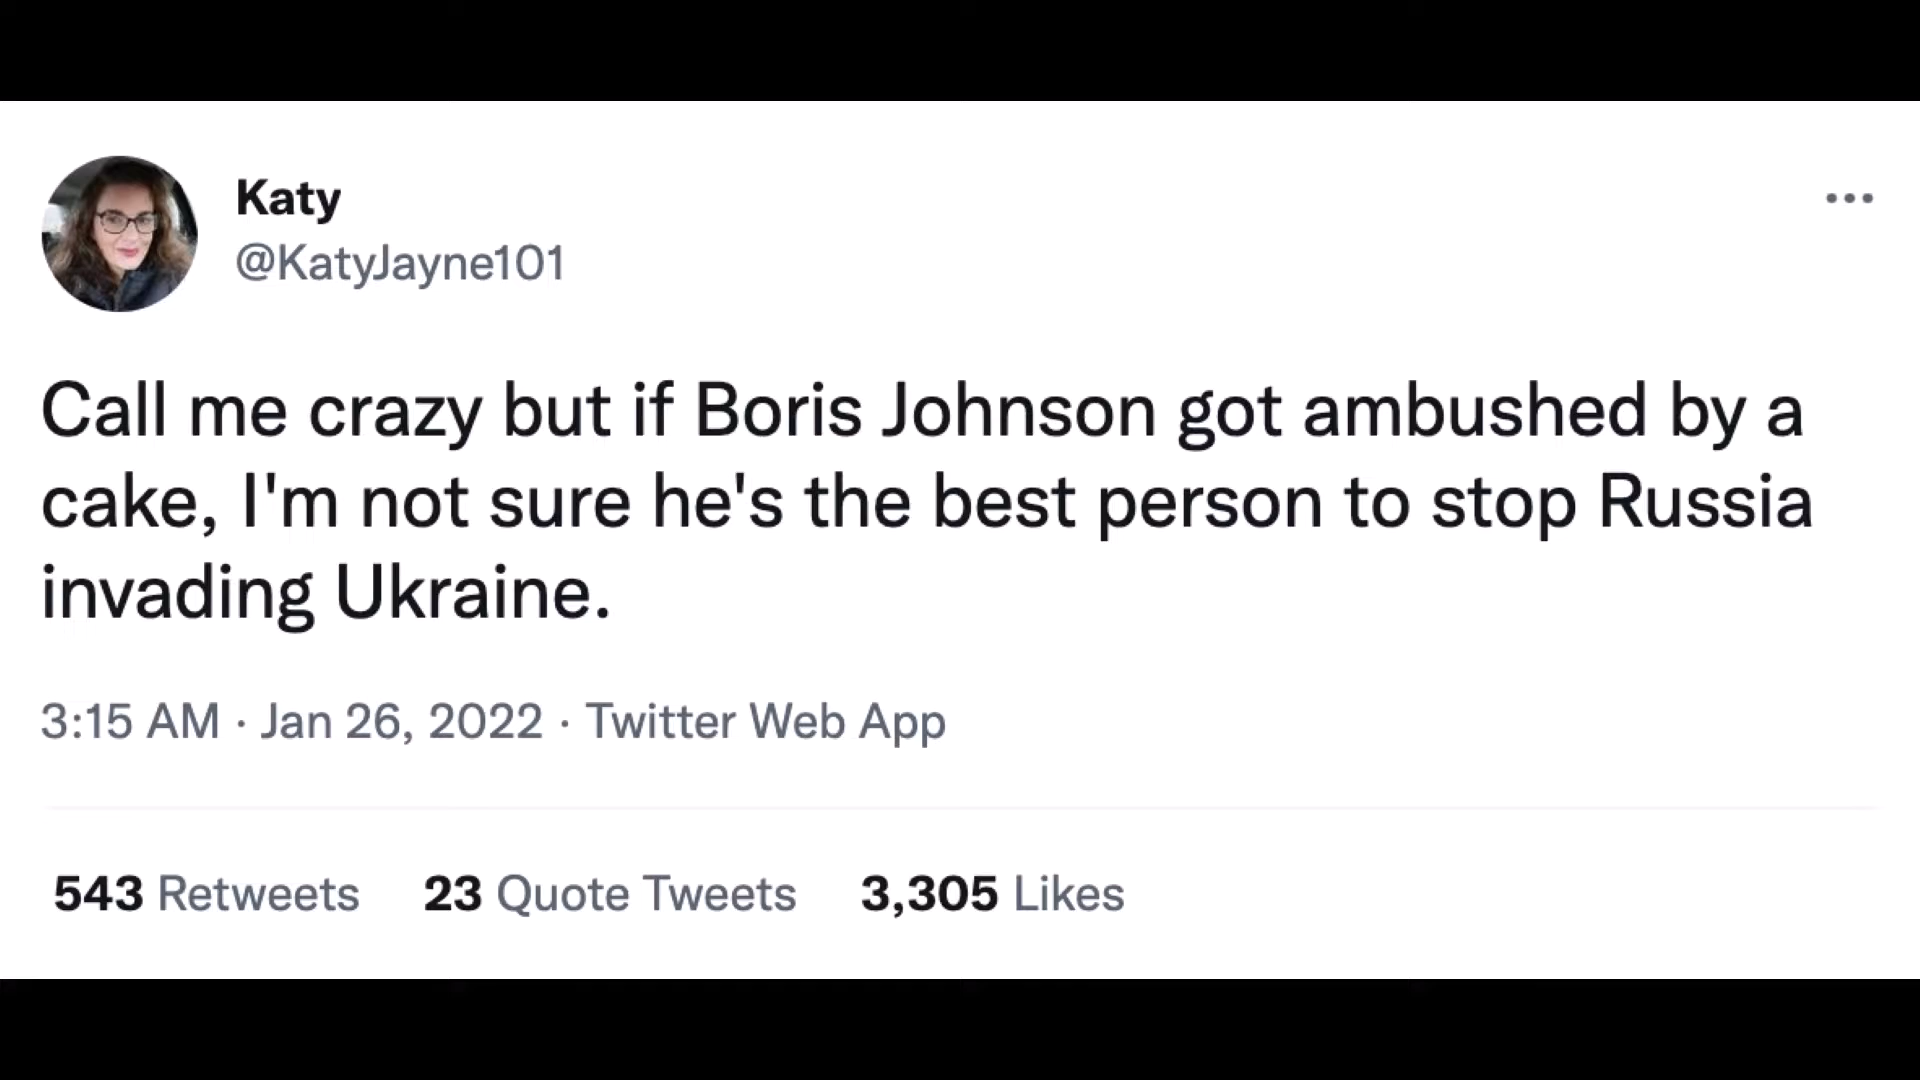 Katy
@KatyJayne101
Call me crazy but if Boris Johnson got ambushed by a
cake, I'm not sure he's the best person to stop Russia
invading Ukraine.
3:15 AM · Jan 26, 2022 · Twitter Web App
543 Retweets 23 Quote Tweets 3,305 Likes